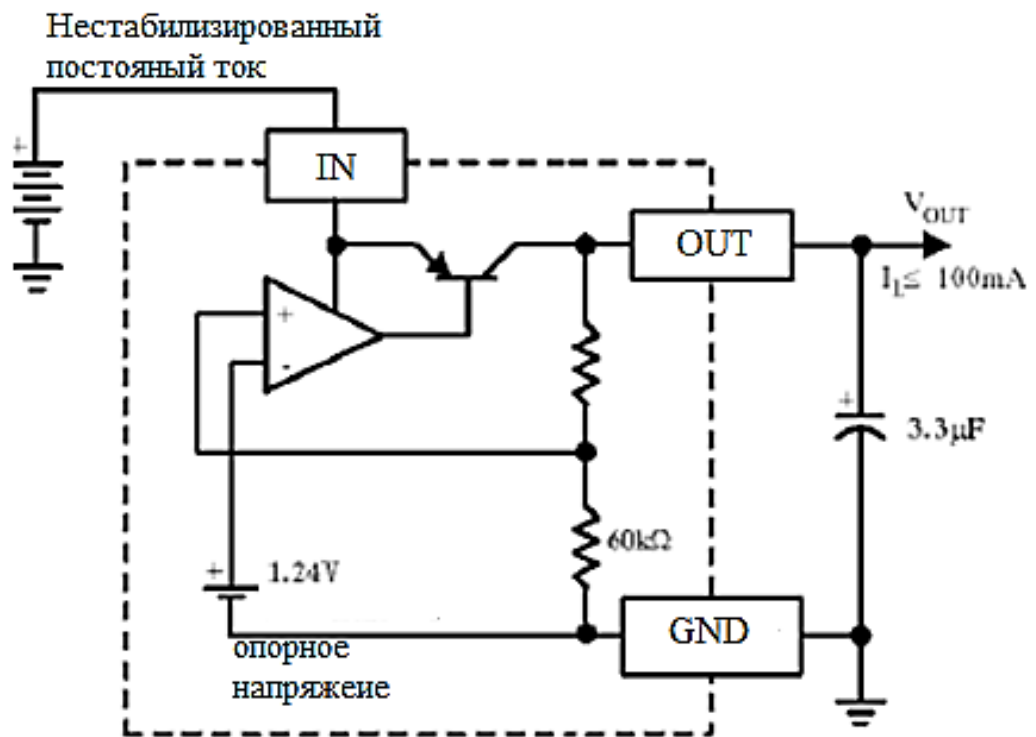 Нестабилизированный
постояный ток
+
IN
OUT
V_OUT
I_L≤ 100mA
+
-
+
3.3μF
60kΩ
+
1.24V
GND
опорное
напряжеие